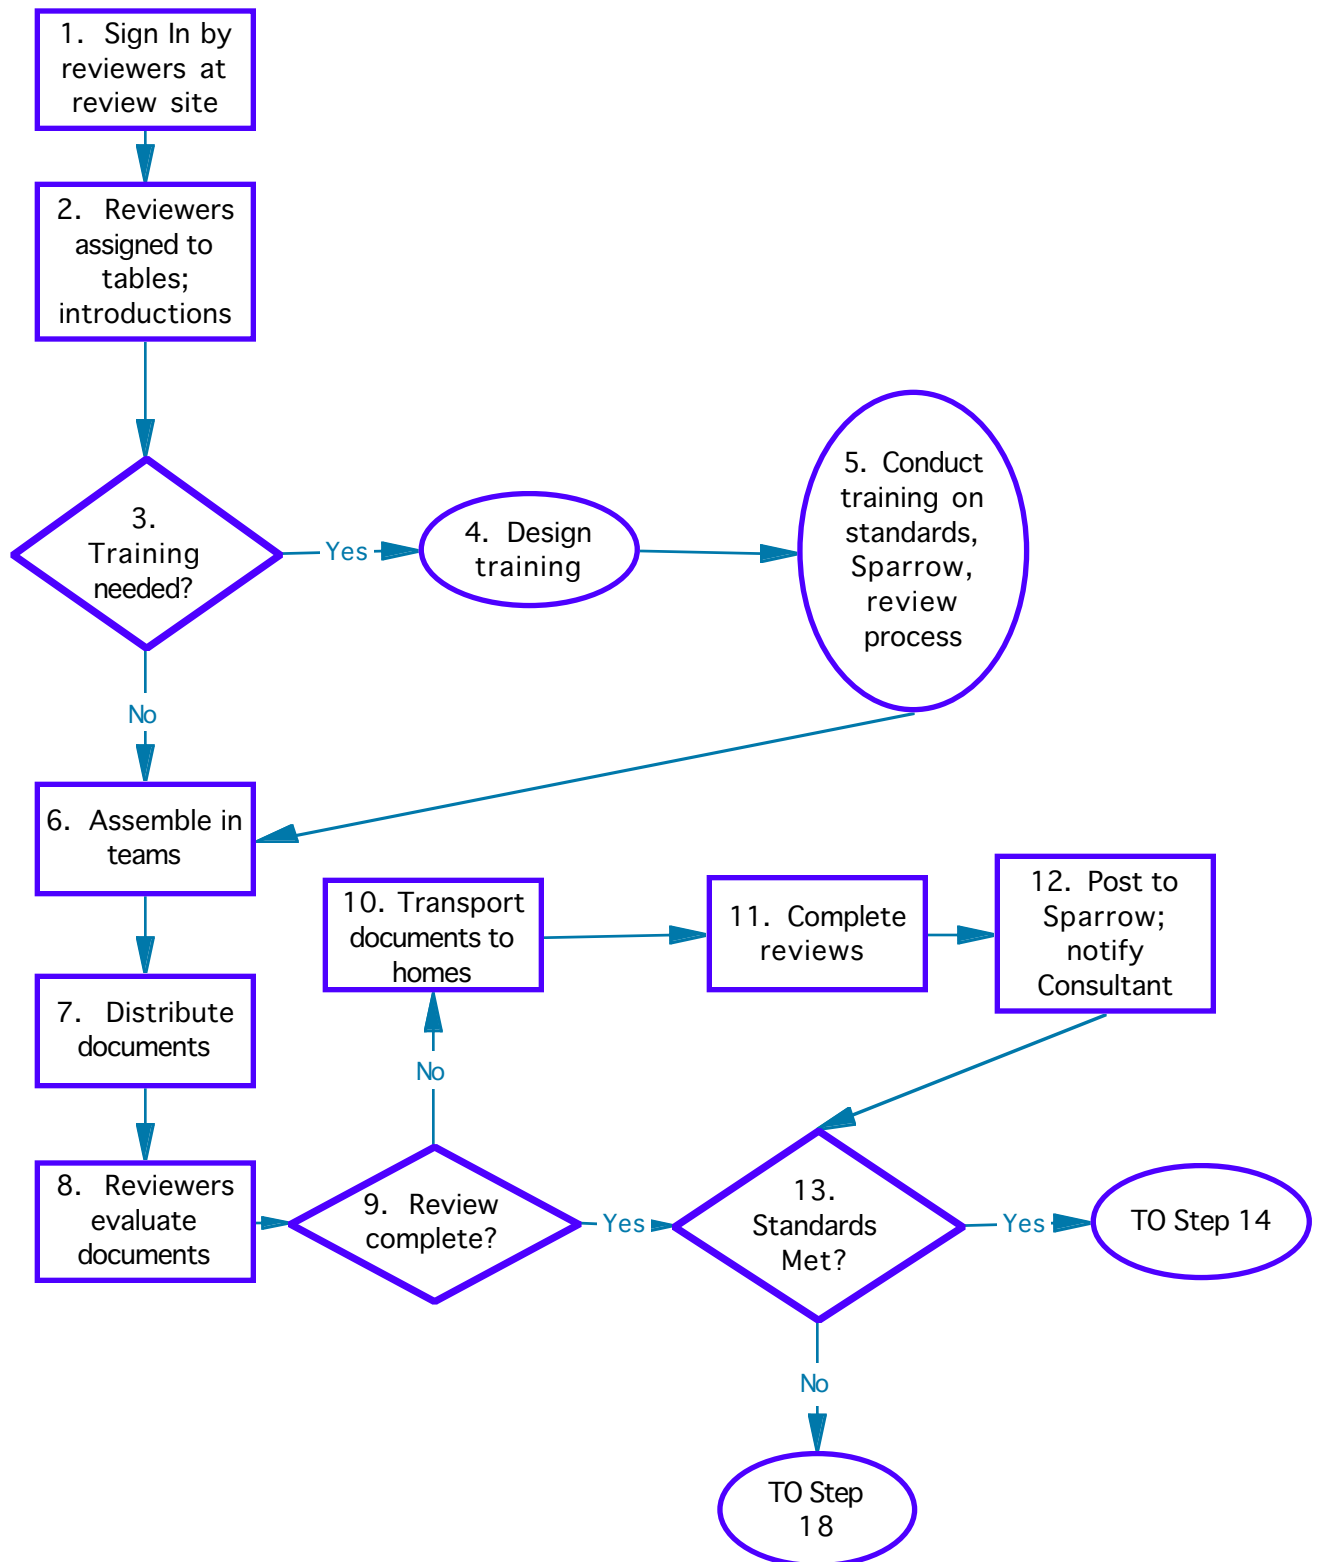 1. Sign In by
reviewers at
review site
2. Reviewers
assigned to
tables;
introductions
3.
Training
needed?
Yes
4. Design
training
5. Conduct
training on
standards,
Sparrow,
review
process
No
6. Assemble in
teams
7. Distribute
documents
8. Reviewers
evaluate
documents
9. Review
complete?
No
10. Transport
documents to
homes
11. Complete
reviews
12. Post to
Sparrow;
notify
Consultant
Yes
13.
Standards
Met?
Yes
TO Step 14
No
TO Step
18